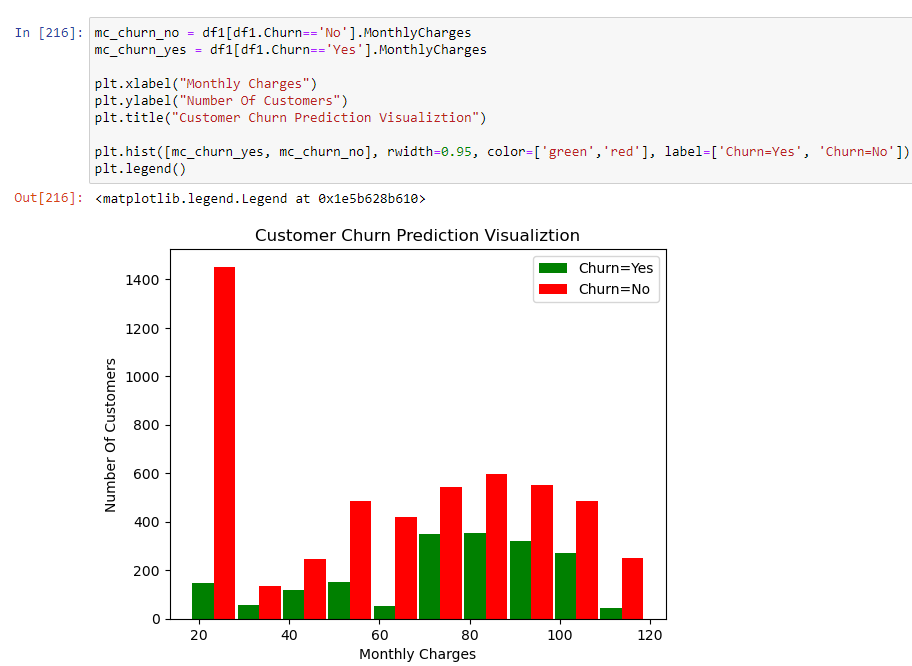 In [216]: mc_churn_no = df1[df1.Churn=='No'].MonthlyCharges
mc_churn_yes = df1[df1.Churn=='Yes'].MonthlyCharges
plt.xlabel("Monthly Charges")
plt.ylabel("Number Of Customers")
plt.title("Customer Churn Prediction Visualiztion")
plt.hist([mc_churn_yes, mc_churn_no], rwidth=0.95, color=['green','red'], label=['Churn=Yes', 'Churn=No'])
plt.legend()
Out[216]: <matplotlib.legend.Legend at 0x1e5b628b610>
Customer Churn Prediction Visualiztion
Churn=Yes
Churn=No
Number Of Customers
1400
1200
1000
800
600
400
200
0
20 40 60 80 100 120
Monthly Charges